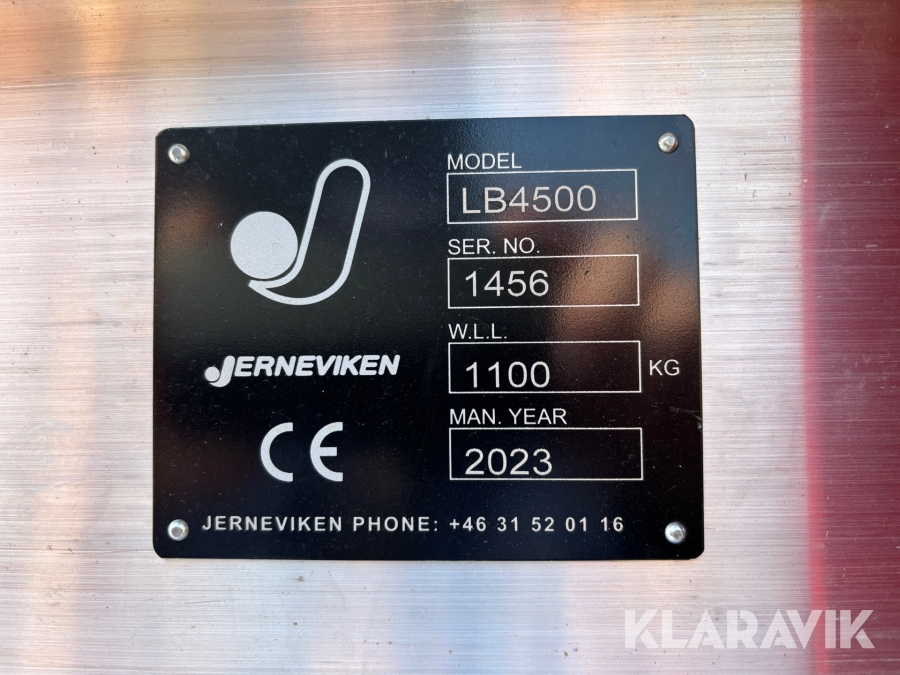 MODEL
LB4500
SER. NO.
1456
W.L.L.
1100 KG
MAN. YEAR
2023
JERNEVIKEN
CE
JERNEVIKEN PHONE: +46 31 52 01 16
KLARAVIK